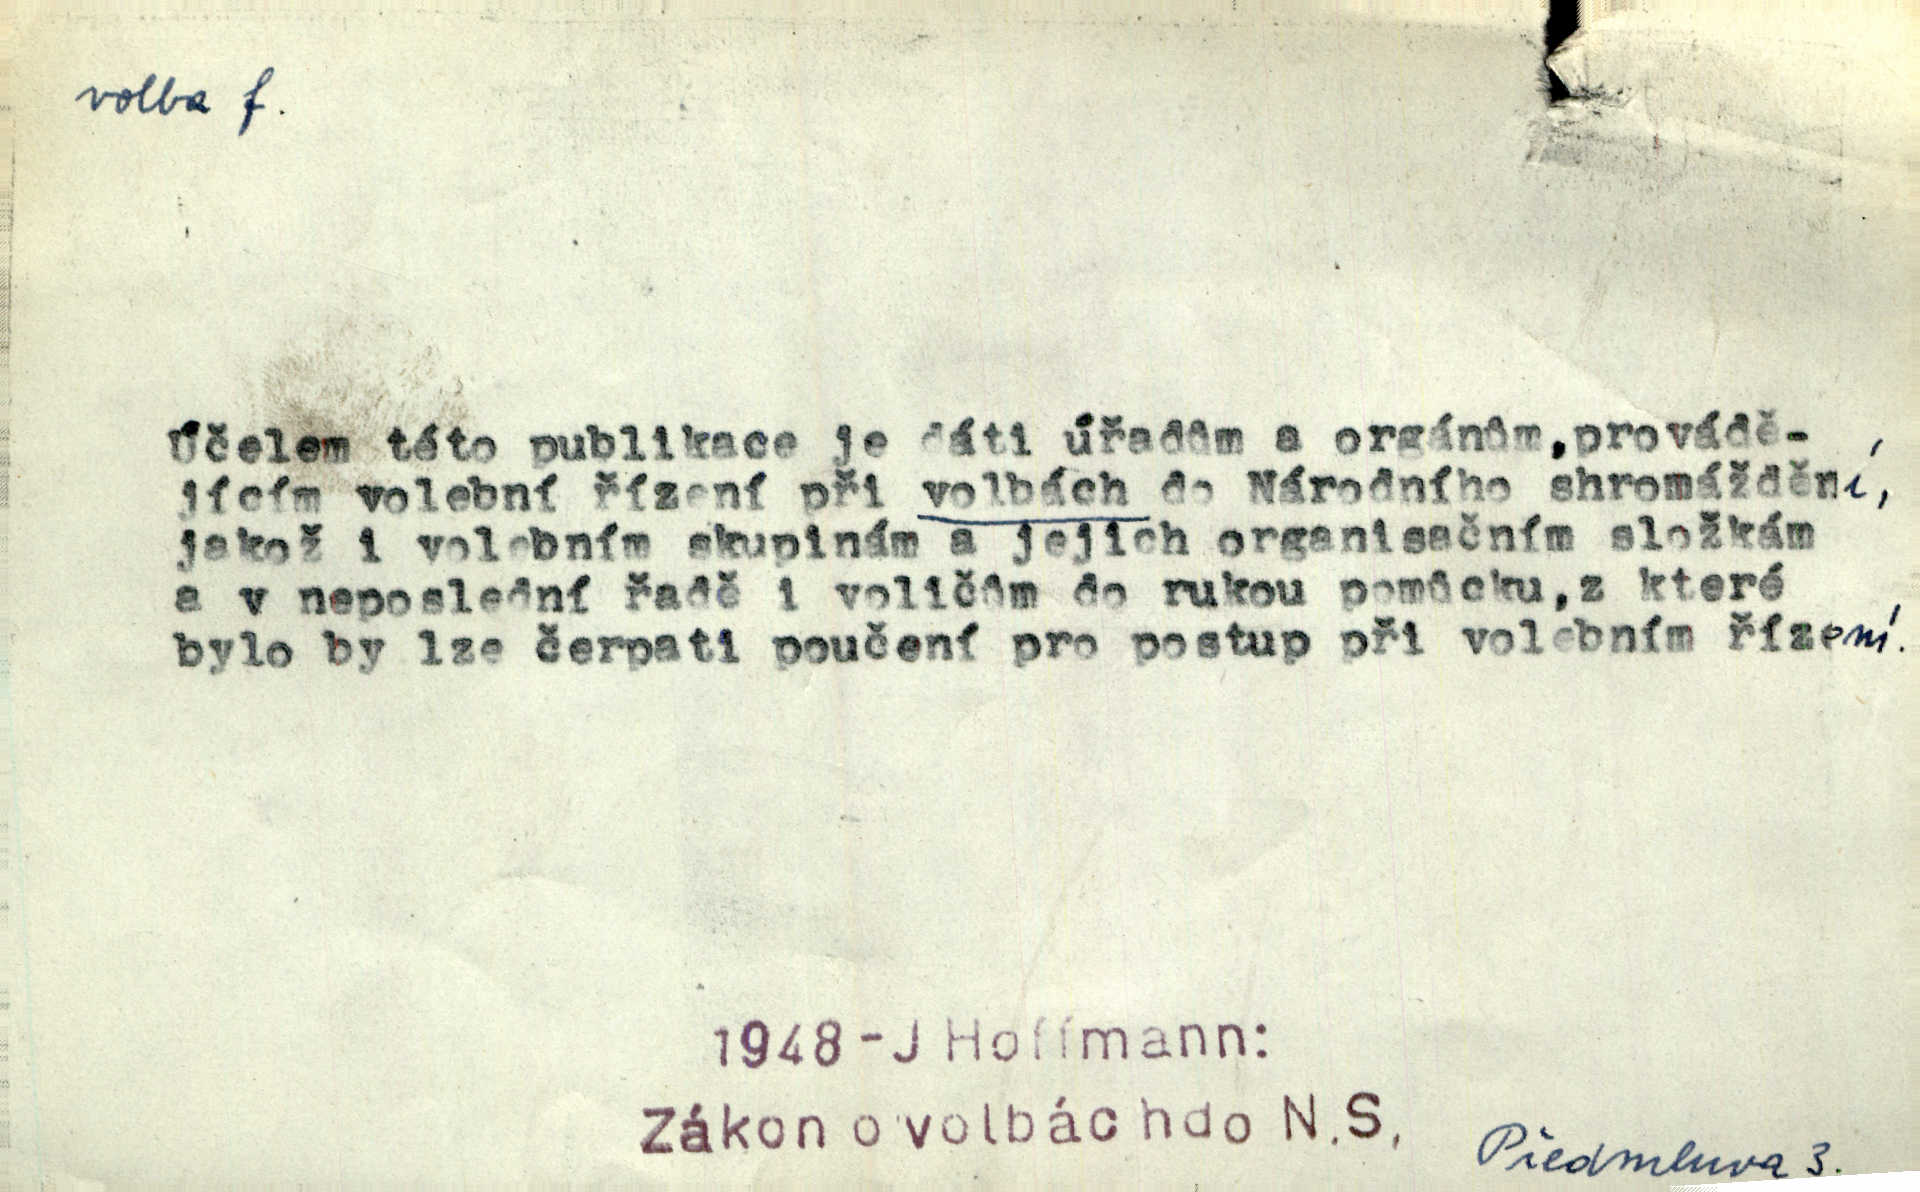 volba f.
Účelem této publikace je dáti úřadům a orgánům,provádě-
jícím volební řízení při volbách do Národního shromáždění,
jakož i volebním skupinám a jejich organisačním složkám
a v neposlední řadě i voličům do rukou pomůcku,z které
bylo by lze čerpati poučení pro postup při volebním řízení.
1948-J Hoffmann:
Zákon o volbách do N.S,
Předmluva 3.